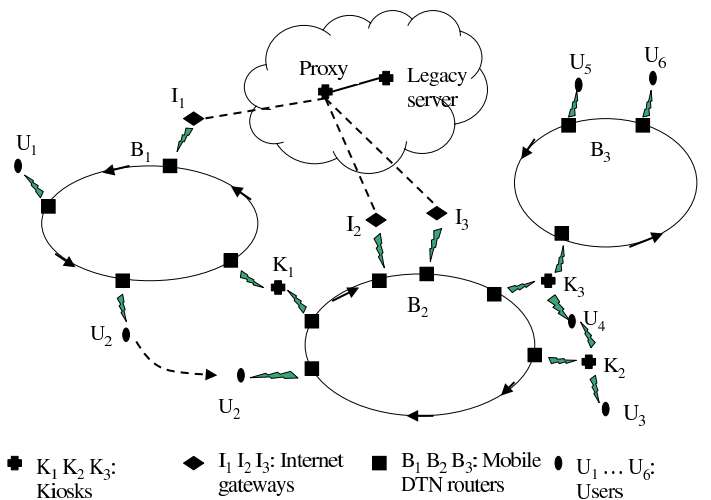 U5
U6
Proxy
Legacy
server
I1
U1
B1
B3
I2
I3
K1
K3
B2
U4
U2
K2
U2
U3
K1 K2 K3:
Kiosks
I1 I2 I3: Internet
gateways
B1 B2 B3: Mobile
DTN routers
U1 … U6:
Users